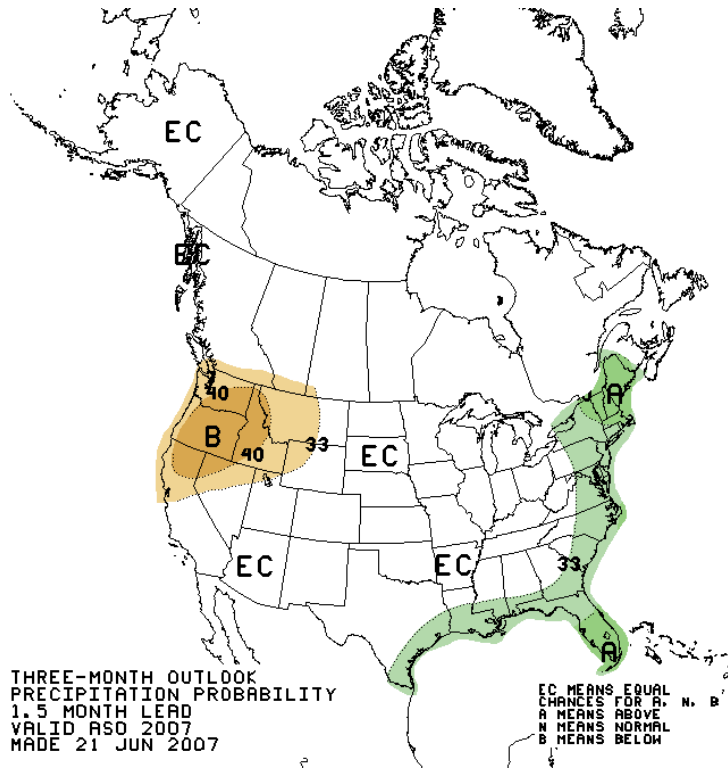 EC
EC
A
40
B
40
33
EC
EC
EC
33
A
THREE-MONTH OUTLOOK
PRECIPITATION PROBABILITY
1.5 MONTH LEAD
VALID ASO 2007
MADE 21 JUN 2007
EC MEANS EQUAL
CHANCES FOR A, N, B
A MEANS ABOVE
N MEANS NORMAL
B MEANS BELOW